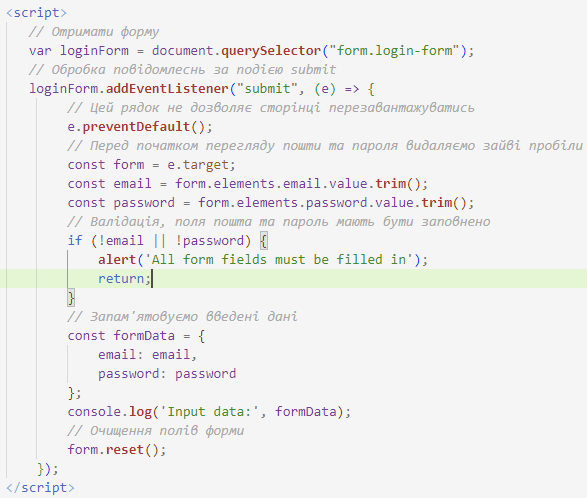 <script>
// Отримати форму
var loginForm = document.querySelector("form.login-form");
// Обробка повідомлеснь за подією submit
loginForm.addEventListener("submit", (e) => {
// Цей рядок не дозволяє сторінці перезавантажуватись
e.preventDefault();
// Перед початком перегляду пошти та пароля видаляємо зайві пробіли
const form = e.target;
const email = form.elements.email.value.trim();
const password = form.elements.password.value.trim();
// Валідація, поля пошта та пароль мають бути заповнено
if (!email || !password) {
alert('All form fields must be filled in');
return;
}
// Запам'ятовуємо введені дані
const formData = {
email: email,
password: password
};
console.log('Input data:', formData);
// Очищення полів форми
form.reset();
});
</script>